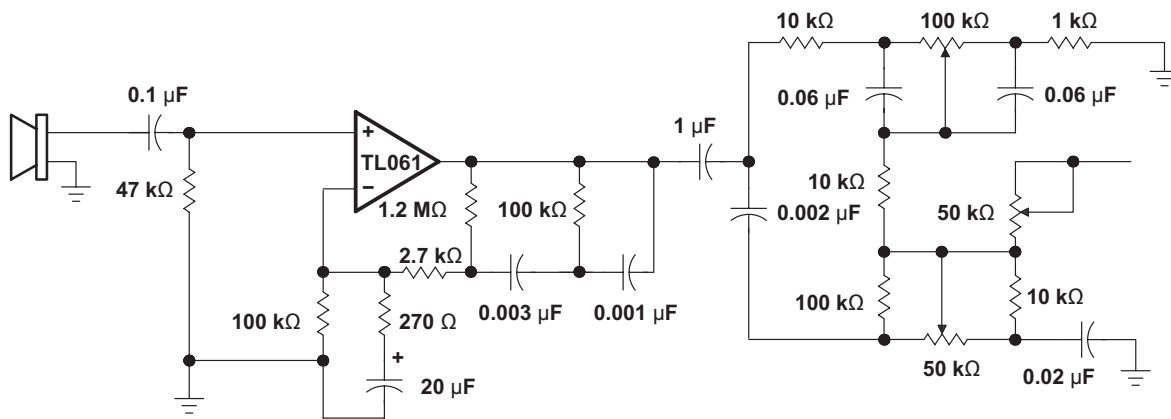 10 kΩ
100 kΩ
1 kΩ
0.06 µF
0.06 µF
0.1 µF
+
TL061
−
1 µF
47 kΩ
1.2 MΩ
100 kΩ
10 kΩ
0.002 µF
50 kΩ
2.7 kΩ
0.003 µF
0.001 µF
100 kΩ
270 Ω
100 kΩ
10 kΩ
+
20 µF
50 kΩ
0.02 µF